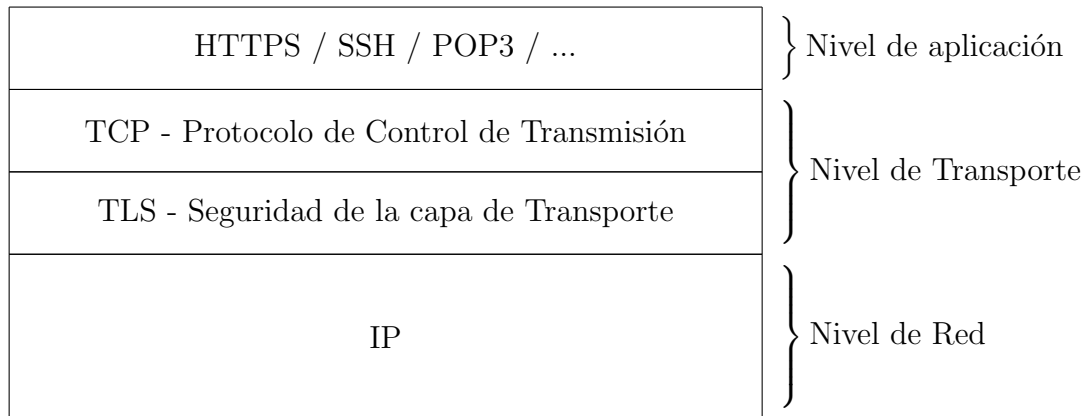 HTTPS / SSH / POP3 / ...
Nivel de aplicación
TCP - Protocolo de Control de Transmisión
Nivel de Transporte
TLS - Seguridad de la capa de Transporte
IP
Nivel de Red